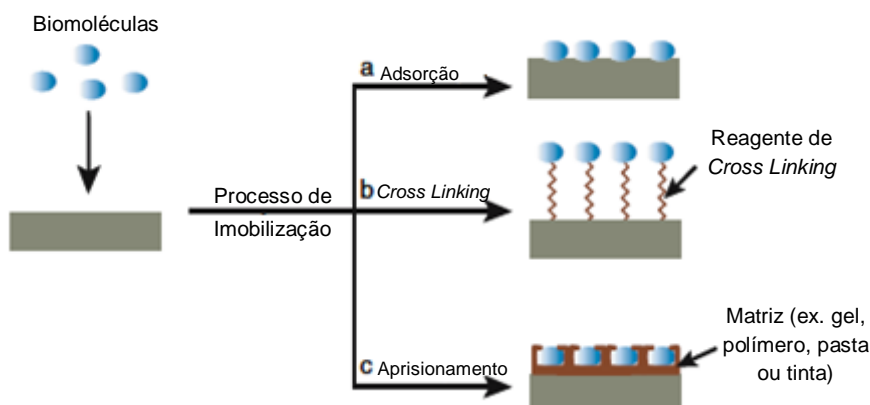 Biomoléculas
a Adsorção
Reagente de
Cross Linking
Processo de
Imobilização
b Cross Linking
Matriz (ex. gel,
polímero, pasta
ou tinta)
c Aprisionamento